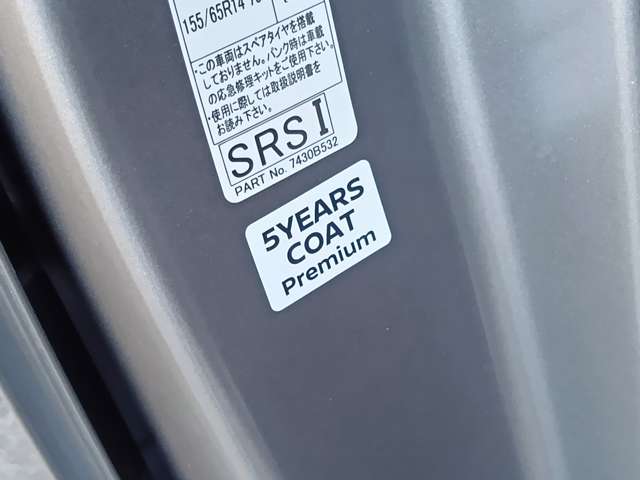 155/65R14
・この車両はスペアタイヤを搭載
しておりません。パンク時は車載
の応急修理キットをご使用下さい。
・使用に際しては取扱説明書を
お読み下さい。
SRS I
PART No. 7430B532
5YEARS
COAT
Premium